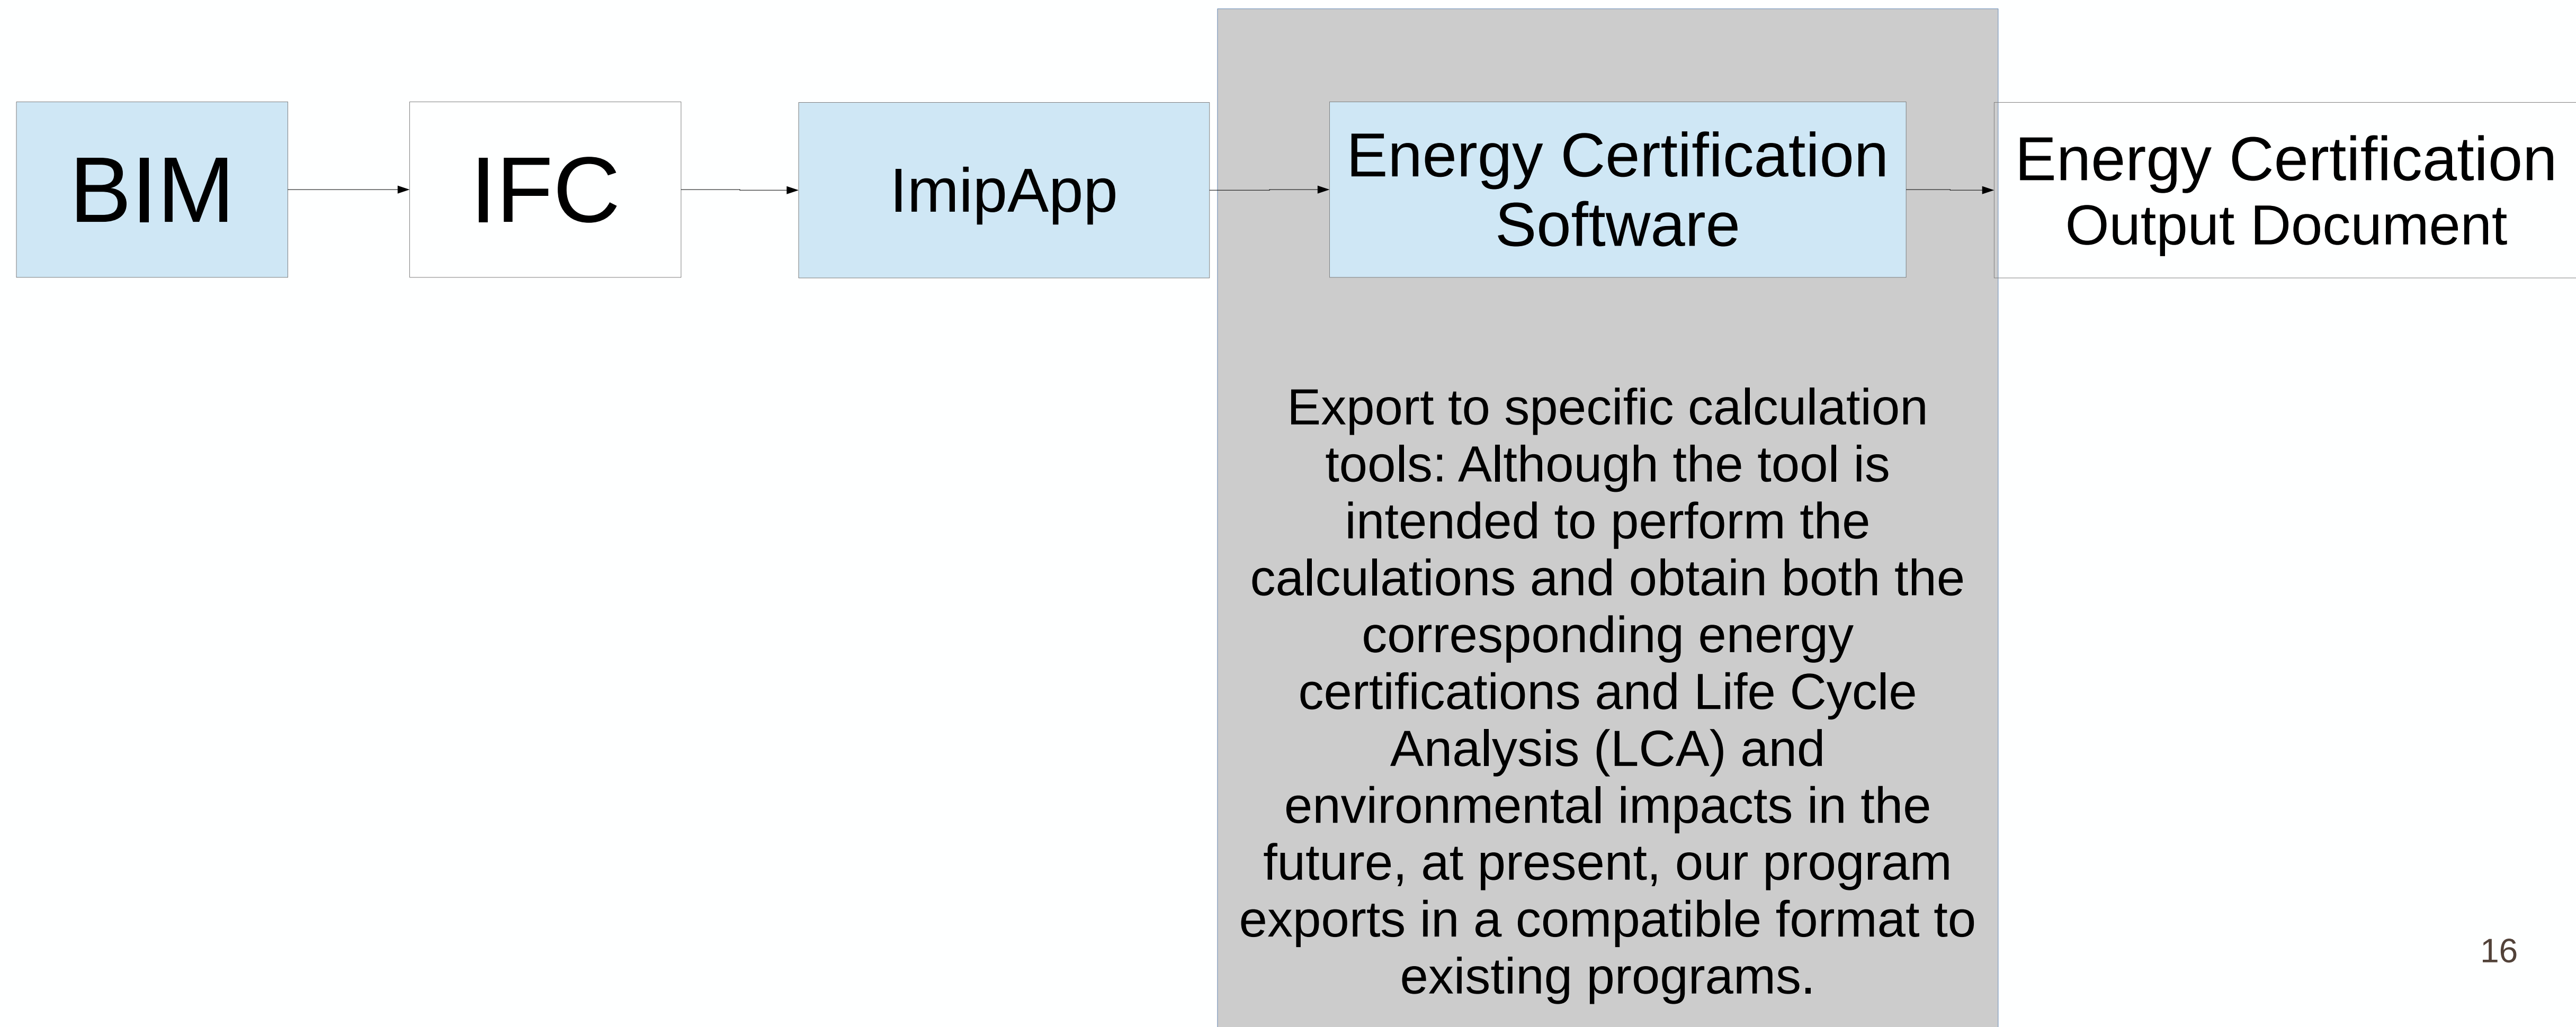 BIM
IFC
ImipApp
Energy Certification
Software
Energy Certification
Output Document
Export to specific calculation
tools: Although the tool is
intended to perform the
calculations and obtain both the
corresponding energy
certifications and Life Cycle
Analysis (LCA) and
environmental impacts in the
future, at present, our program
exports in a compatible format to
existing programs.
16